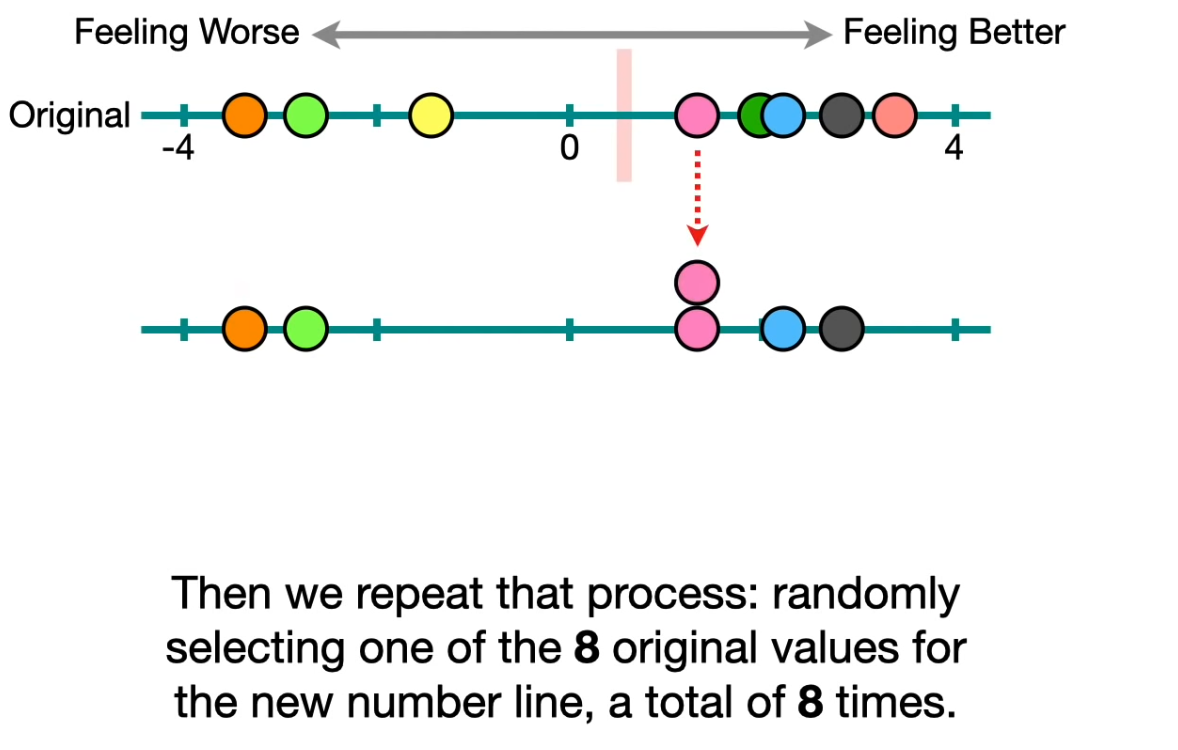 Feeling Worse Feeling Better
Original
-4 0 4
Then we repeat that process: randomly
selecting one of the 8 original values for
the new number line, a total of 8 times.